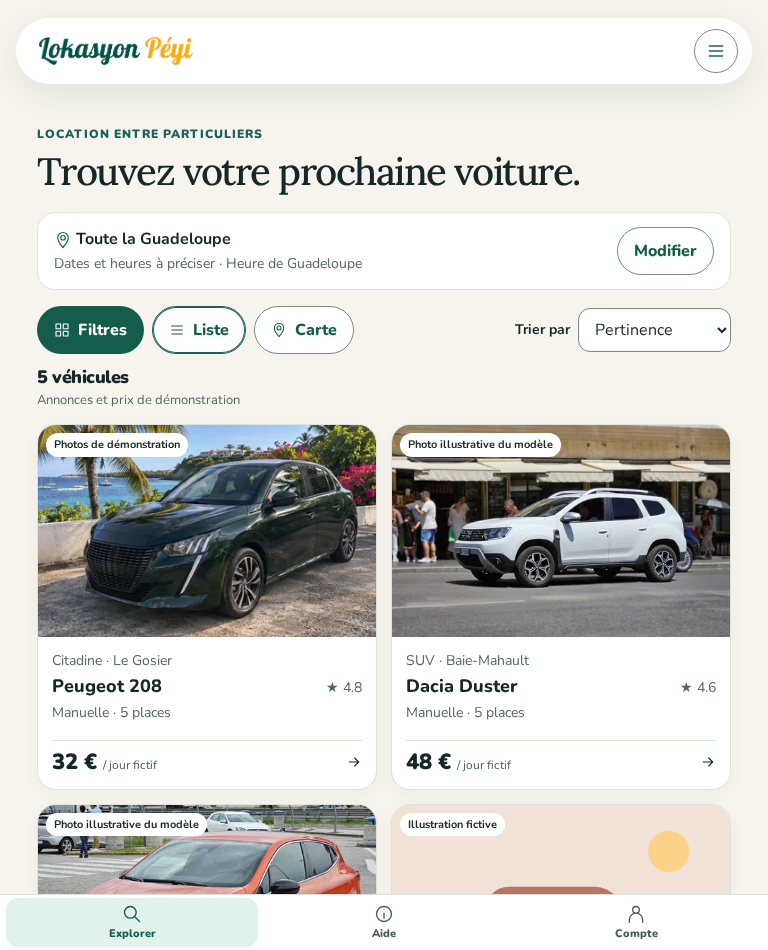 Lokasyon Péyi
LOCATION ENTRE PARTICULIERS
Trouvez votre prochaine voiture.
Toute la Guadeloupe
Dates et heures à préciser · Heure de Guadeloupe
Modifier
Filtres
Liste
Carte
Trier par
Pertinence
5 véhicules
Annonces et prix de démonstration
Photos de démonstration
Citadine · Le Gosier
Peugeot 208
★ 4.8
Manuelle · 5 places
32 € / jour fictif
Photo illustrative du modèle
SUV · Baie-Mahault
Dacia Duster
★ 4.6
Manuelle · 5 places
48 € / jour fictif
Photo illustrative du modèle
Illustration fictive
Explorer
Aide
Compte